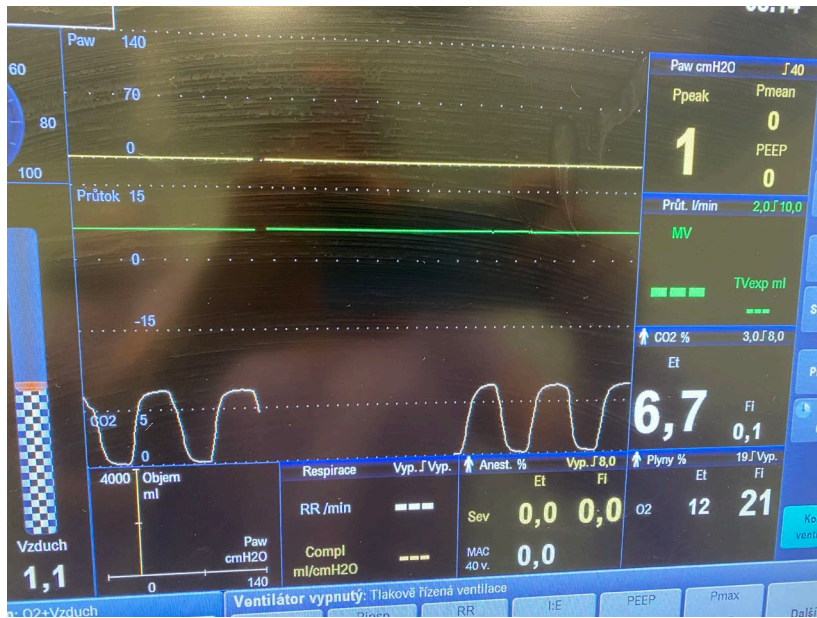 60
80
100
Paw 140
70
0
Průtok 15
0
-15
CO2 5
0
Paw cmH2O 40
Ppeak Pmean
1 0
PEEP
0
Průt. l/min 2,0 10,0
MV
---
TVexp ml
---
CO2 % 3,0 8,0
Et
6,7 Fi
0,1
4000 Objem
ml
Paw
cmH2O
0 140
Respirace Vyp. Vyp.
RR /min ---
Compl ---
ml/cmH2O
Anest. % Vyp. 8,0
Et Fi
Sev 0,0 0,0
MAC 0,0
40 v.
Plyny % 19 Vyp.
Et Fi
O2 12 21
Vzduch
1,1
O2+Vzduch
Ventilátor vypnutý: Tlakově řízená ventilace
RR I:E PEEP Pmax
Další